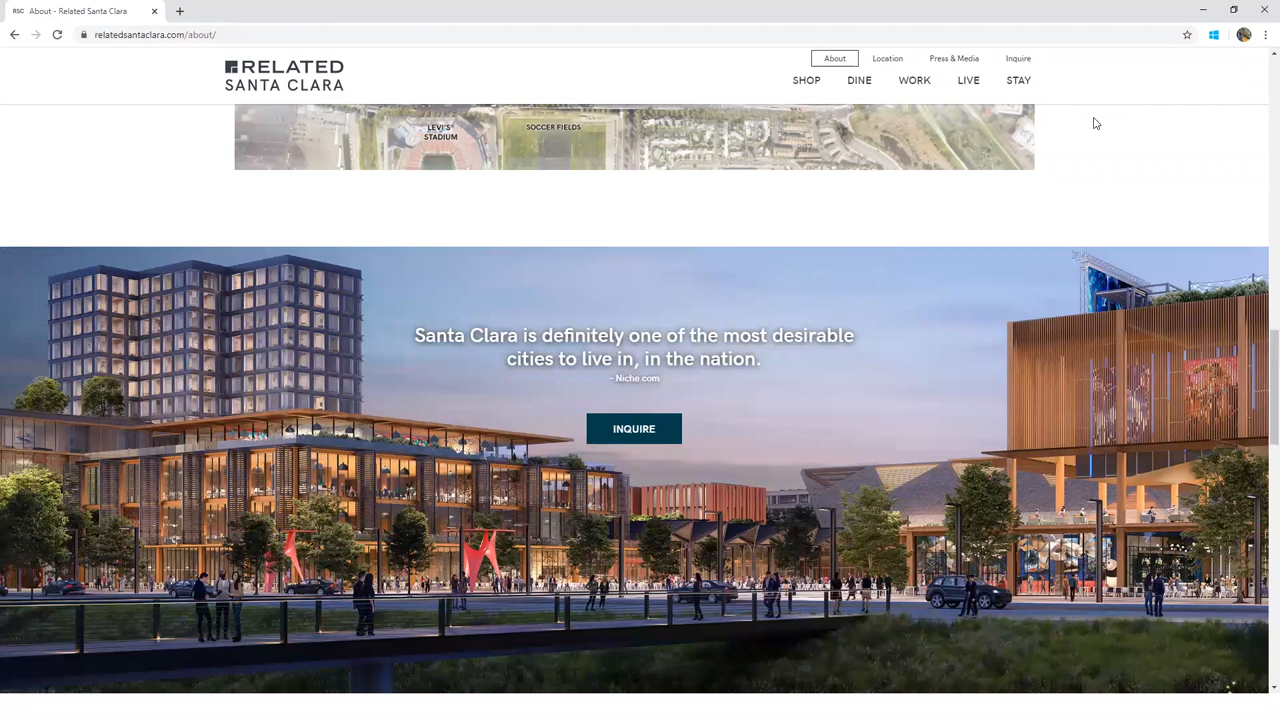 RSC About - Related Santa Clara
relatedsantaclara.com/about/
RELATED
SANTA CLARA
About Location Press & Media Inquire
SHOP DINE WORK LIVE STAY
LEVI'S®
STADIUM
SOCCER FIELDS
Santa Clara is definitely one of the most desirable
cities to live in, in the nation.
- Niche.com
INQUIRE